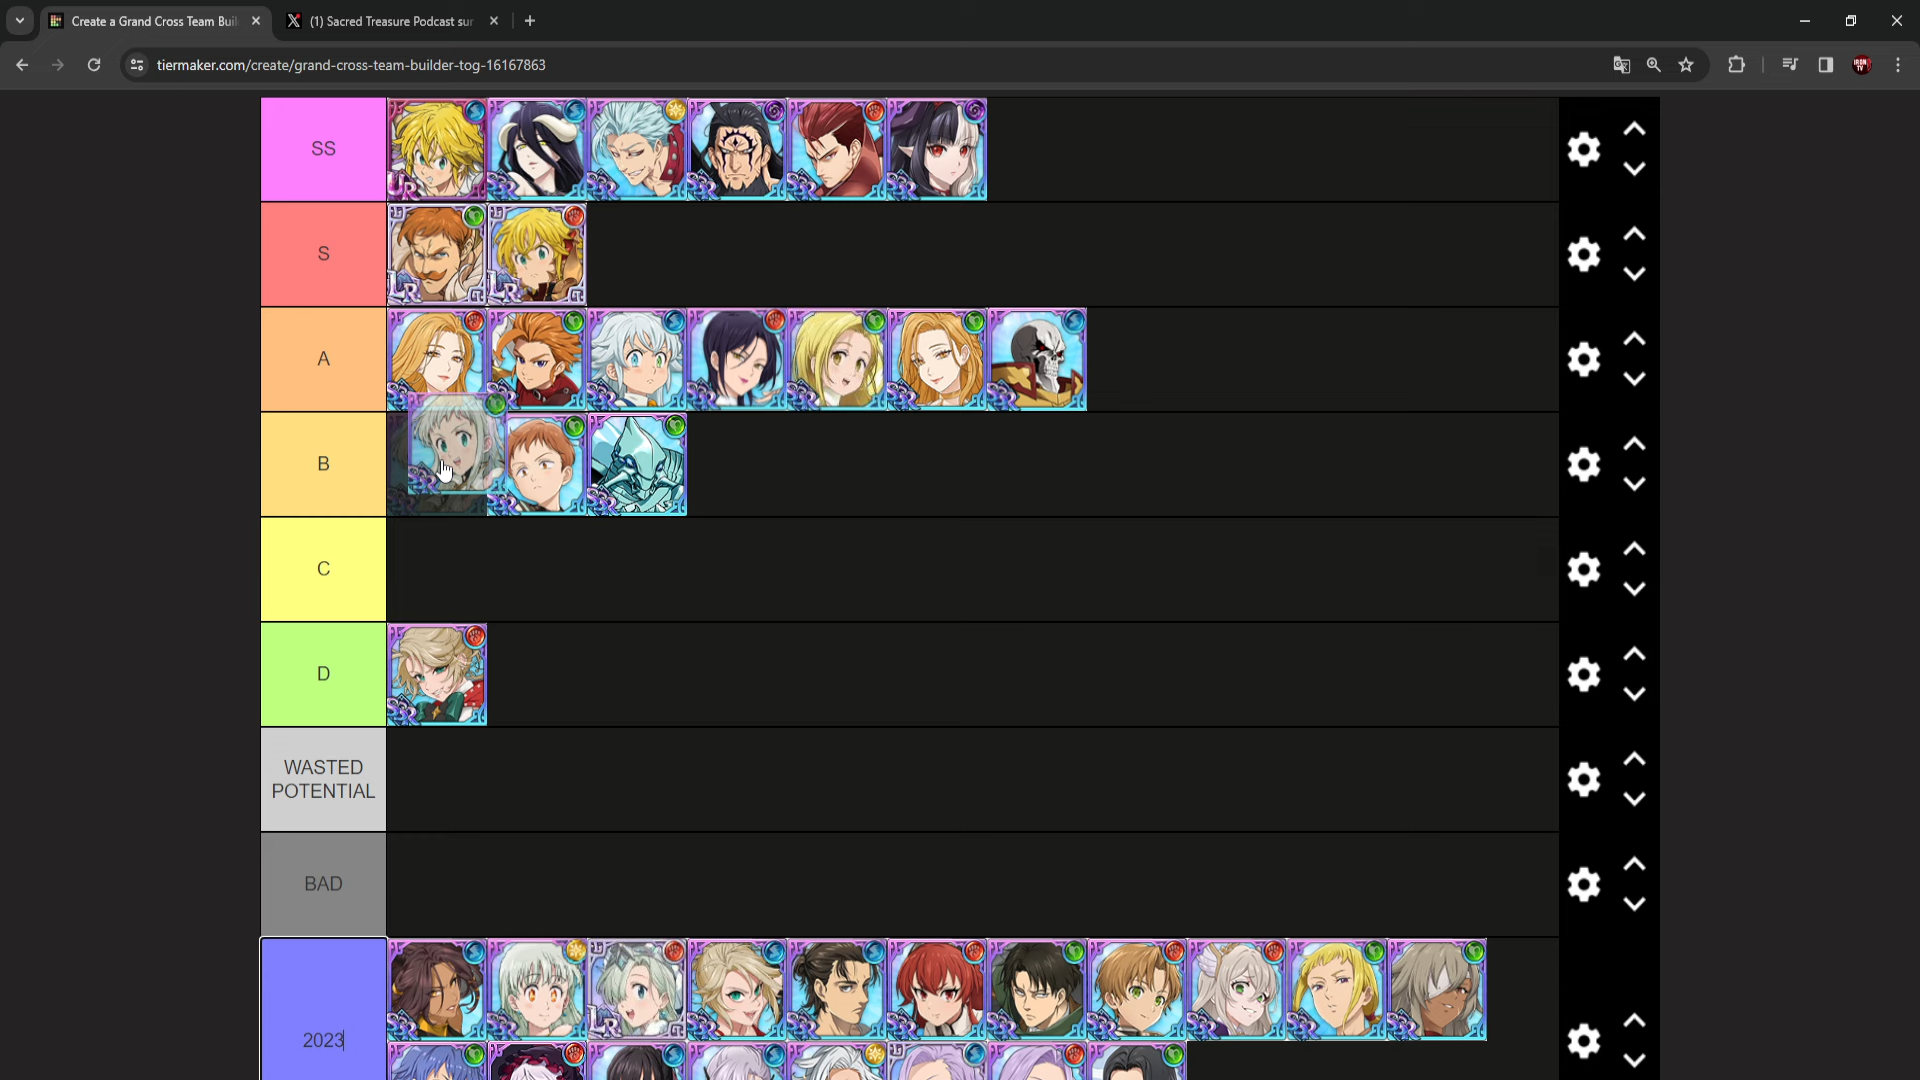 Create a Grand Cross Team Buil
(1) Sacred Treasure Podcast sur
tiermaker.com/create/grand-cross-team-builder-tog-16167863
SS
S
A
B
C
D
WASTED
POTENTIAL
BAD
2023